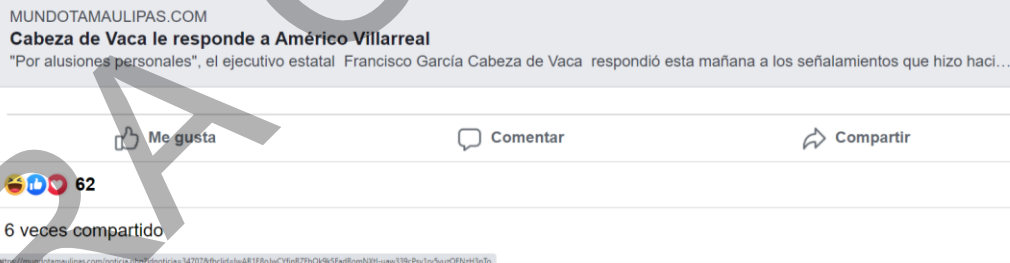 MUNDOTAMAULIPAS.COM
Cabeza de Vaca le responde a Américo Villarreal
"Por alusiones personales", el ejecutivo estatal Francisco García Cabeza de Vaca respondió esta mañana a los señalamientos que hizo haci...
Me gusta Comentar Compartir
62
6 veces compartido